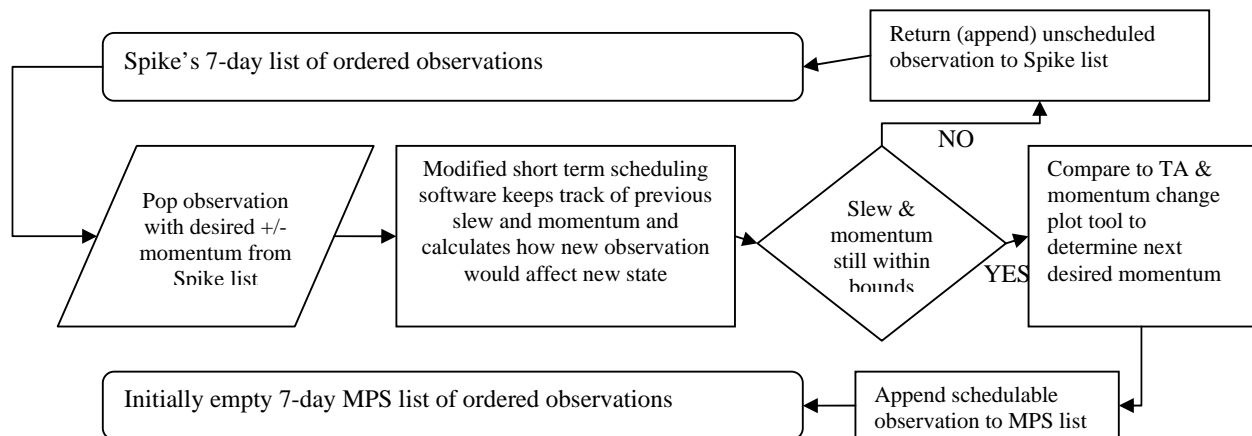 Spike's 7-day list of ordered observations
Return (append) unscheduled
observation to Spike list
NO
Pop observation
with desired +/-
momentum from
Spike list
Modified short term scheduling
software keeps track of previous
slew and momentum and
calculates how new observation
would affect new state
Slew &
momentum
still within
bounds
YES
Compare to TA &
momentum change
plot tool to
determine next
desired momentum
Initially empty 7-day MPS list of ordered observations
Append schedulable
observation to MPS list